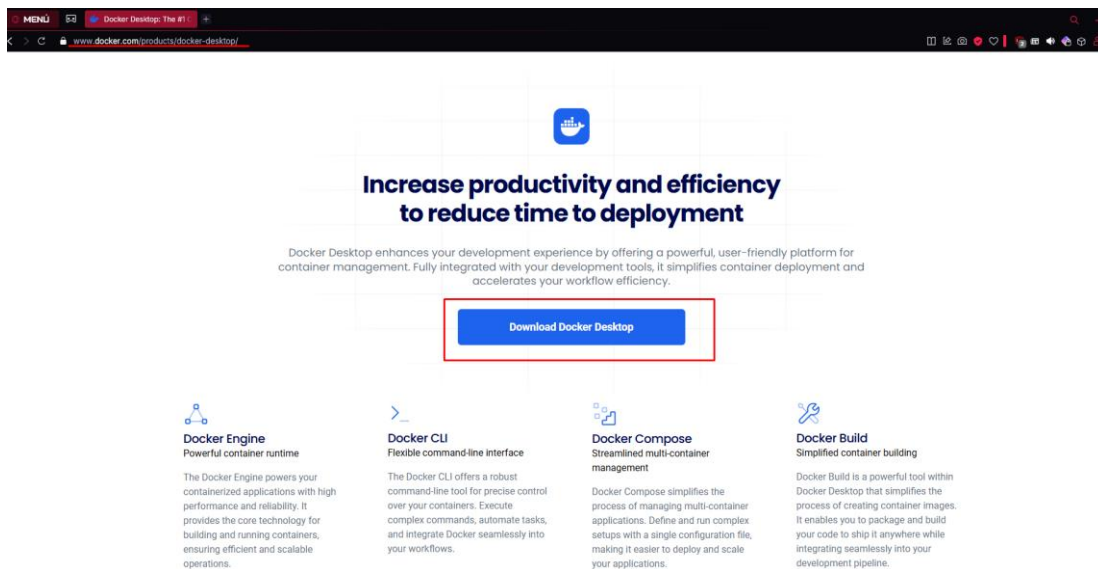 MENÚ
Docker Desktop: The #1
www.docker.com/products/docker-desktop/
Increase productivity and efficiency
to reduce time to deployment
Docker Desktop enhances your development experience by offering a powerful, user-friendly platform for
container management. Fully integrated with your development tools, it simplifies container deployment and
accelerates your workflow efficiency.
Download Docker Desktop
Docker Engine
Powerful container runtime
The Docker Engine powers your
containerized applications with high
performance and reliability. It
provides the core technology for
building and running containers,
ensuring efficient and scalable
operations.
Docker CLI
Flexible command-line interface
The Docker CLI offers a robust
command-line tool for precise control
over your containers. Execute
complex commands, automate tasks,
and integrate Docker seamlessly into
your workflows.
Docker Compose
Streamlined multi-container
management
Docker Compose simplifies the
process of managing multi-container
applications. Define and run complex
setups with a single configuration file,
making it easier to deploy and scale
your applications.
Docker Build
Simplified container building
Docker Build is a powerful tool within
Docker Desktop that simplifies the
process of creating container images.
It enables you to package and build
your code to ship it anywhere while
integrating seamlessly into your
development pipeline.